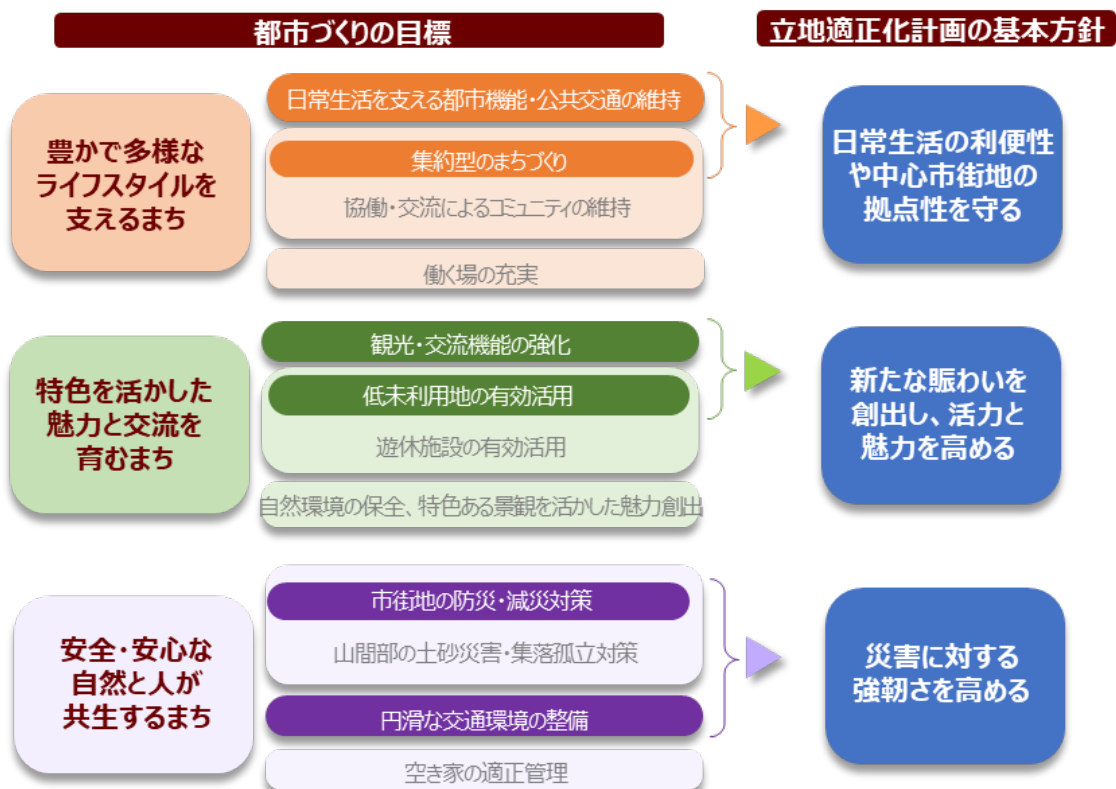 都市づくりの目標
立地適正化計画の基本方針
豊かで多様な
ライフスタイルを
支えるまち
日常生活を支える都市機能・公共交通の維持
集約型のまちづくり
協働・交流によるコミュニティの維持
働く場の充実
日常生活の利便性
や中心市街地の
拠点性を守る
特色を活かした
魅力と交流を
育むまち
観光・交流機能の強化
低未利用地の有効活用
遊休施設の有効活用
自然環境の保全、特色ある景観を活かした魅力創出
新たな賑わいを
創出し、活力と
魅力を高める
安全・安心な
自然と人が
共生するまち
市街地の防災・減災対策
山間部の土砂災害・集落孤立対策
円滑な交通環境の整備
空き家の適正管理
災害に対する
強靭さを高める